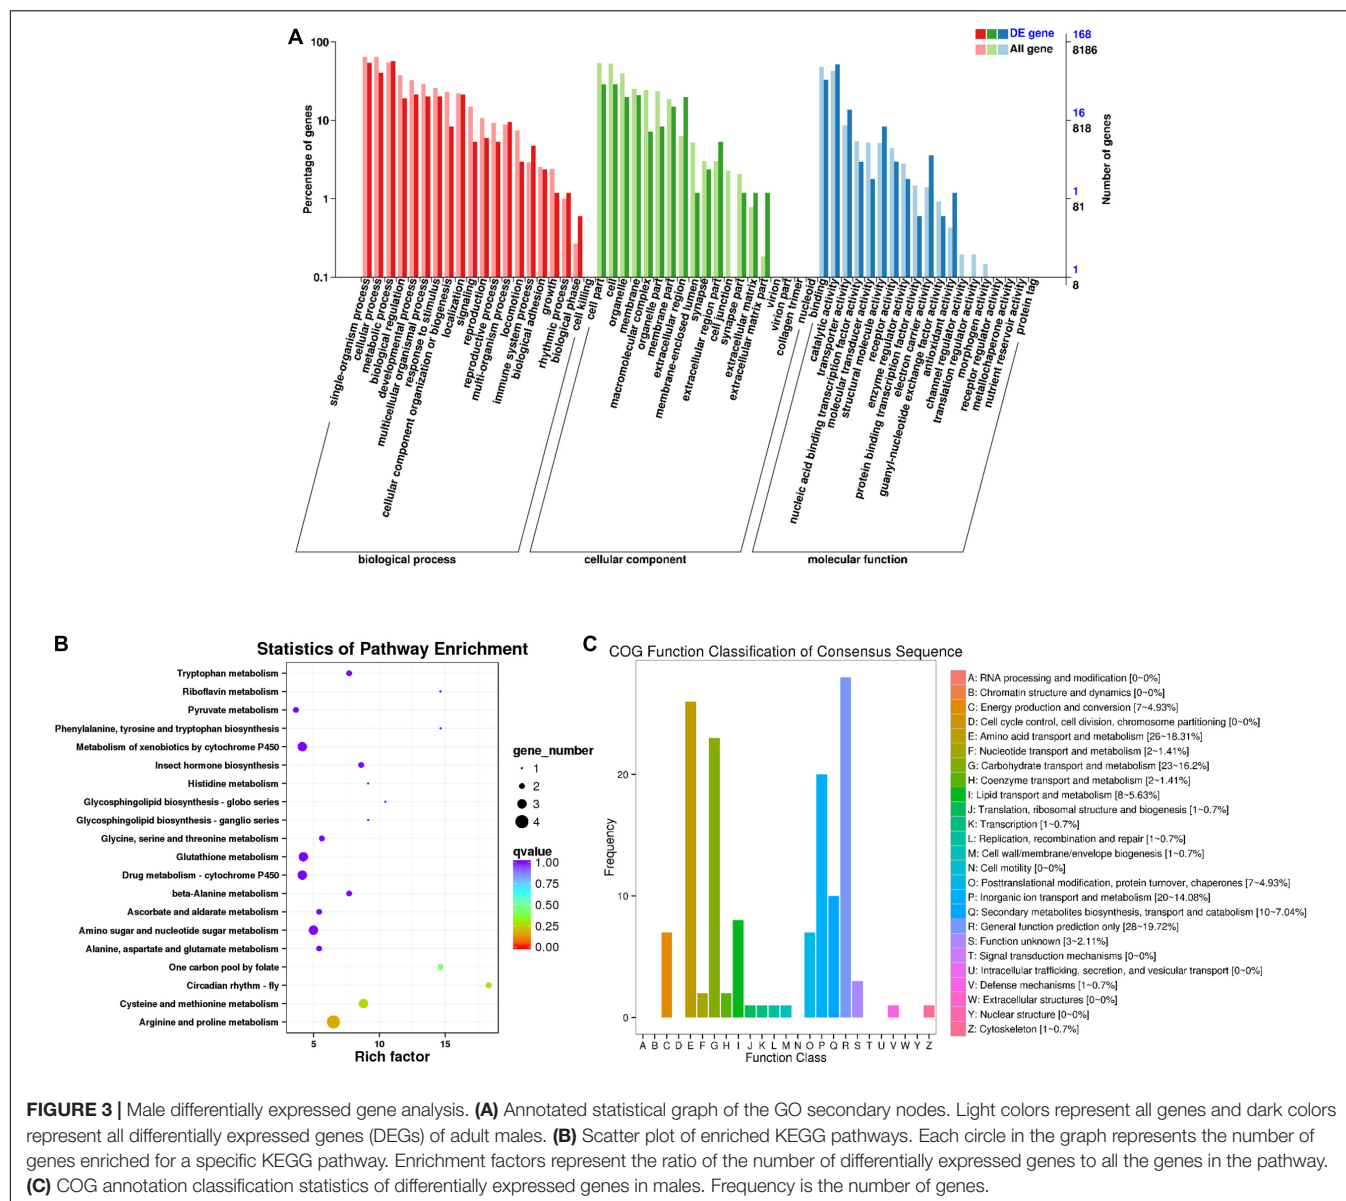 A
100
10
1
0.1
Percentage of genes
DE gene
All gene
168
8186
16
818
1
81
1
8
Number of genes
single-organism process
cellular process
metabolic process
biological regulation
developmental process
response to stimulus
multicellular organismal process
cellular component organization or biogenesis
localization
signaling
reproduction
reproductive process
multi-organism process
locomotion
immune system process
biological adhesion
growth
rhythmic process
biological phase
cell killing
cell part
cell
organelle
membrane
macromolecular complex
organelle part
membrane part
extracellular region
membrane-enclosed lumen
synapse
extracellular region part
cell junction
synapse part
extracellular matrix
extracellular matrix part
virion
virion part
collagen trimer
nucleoid
binding
catalytic activity
transporter activity
nucleic acid binding transcription factor activity
molecular transducer activity
structural molecule activity
receptor activity
enzyme regulator activity
protein binding transcription factor activity
electron carrier activity
guanyl-nucleotide exchange factor activity
antioxidant activity
channel regulator activity
translation regulator activity
morphogen activity
receptor regulator activity
metallochaperone activity
nutrient reservoir activity
protein tag
biological process
cellular component
molecular function
B
Statistics of Pathway Enrichment
Tryptophan metabolism
Riboflavin metabolism
Pyruvate metabolism
Phenylalanine, tyrosine and tryptophan biosynthesis
Metabolism of xenobiotics by cytochrome P450
Insect hormone biosynthesis
Histidine metabolism
Glycosphingolipid biosynthesis - globo series
Glycosphingolipid biosynthesis - ganglio series
Glycine, serine and threonine metabolism
Glutathione metabolism
Drug metabolism - cytochrome P450
beta-Alanine metabolism
Ascorbate and aldarate metabolism
Amino sugar and nucleotide sugar metabolism
Alanine, aspartate and glutamate metabolism
One carbon pool by folate
Circadian rhythm - fly
Cysteine and methionine metabolism
Arginine and proline metabolism
5 10 15
Rich factor
gene_number
1
2
3
4
qvalue
1.00
0.75
0.50
0.25
0.00
C
COG Function Classification of Consensus Sequence
20
10
0
Frequency
A B C D E F G H I J K L M N O P Q R S T U V W Y Z
Function Class
A: RNA processing and modification [0~0%]
B: Chromatin structure and dynamics [0~0%]
C: Energy production and conversion [7~4.93%]
D: Cell cycle control, cell division, chromosome partitioning [0~0%]
E: Amino acid transport and metabolism [26~18.31%]
F: Nucleotide transport and metabolism [2~1.41%]
G: Carbohydrate transport and metabolism [23~16.2%]
H: Coenzyme transport and metabolism [2~1.41%]
I: Lipid transport and metabolism [8~5.63%]
J: Translation, ribosomal structure and biogenesis [1~0.7%]
K: Transcription [1~0.7%]
L: Replication, recombination and repair [1~0.7%]
M: Cell wall/membrane/envelope biogenesis [1~0.7%]
N: Cell motility [0~0%]
O: Posttranslational modification, protein turnover, chaperones [7~4.93%]
P: Inorganic ion transport and metabolism [20~14.08%]
Q: Secondary metabolites biosynthesis, transport and catabolism [10~7.04%]
R: General function prediction only [28~19.72%]
S: Function unknown [3~2.11%]
T: Signal transduction mechanisms [0~0%]
U: Intracellular trafficking, secretion, and vesicular transport [0~0%]
V: Defense mechanisms [1~0.7%]
W: Extracellular structures [0~0%]
Y: Nuclear structure [0~0%]
Z: Cytoskeleton [1~0.7%]
FIGURE 3 | Male differentially expressed gene analysis. (A) Annotated statistical graph of the GO secondary nodes. Light colors represent all genes and dark colors
represent all differentially expressed genes (DEGs) of adult males. (B) Scatter plot of enriched KEGG pathways. Each circle in the graph represents the number of
genes enriched for a specific KEGG pathway. Enrichment factors represent the ratio of the number of differentially expressed genes to all the genes in the pathway.
(C) COG annotation classification statistics of differentially expressed genes in males. Frequency is the number of genes.